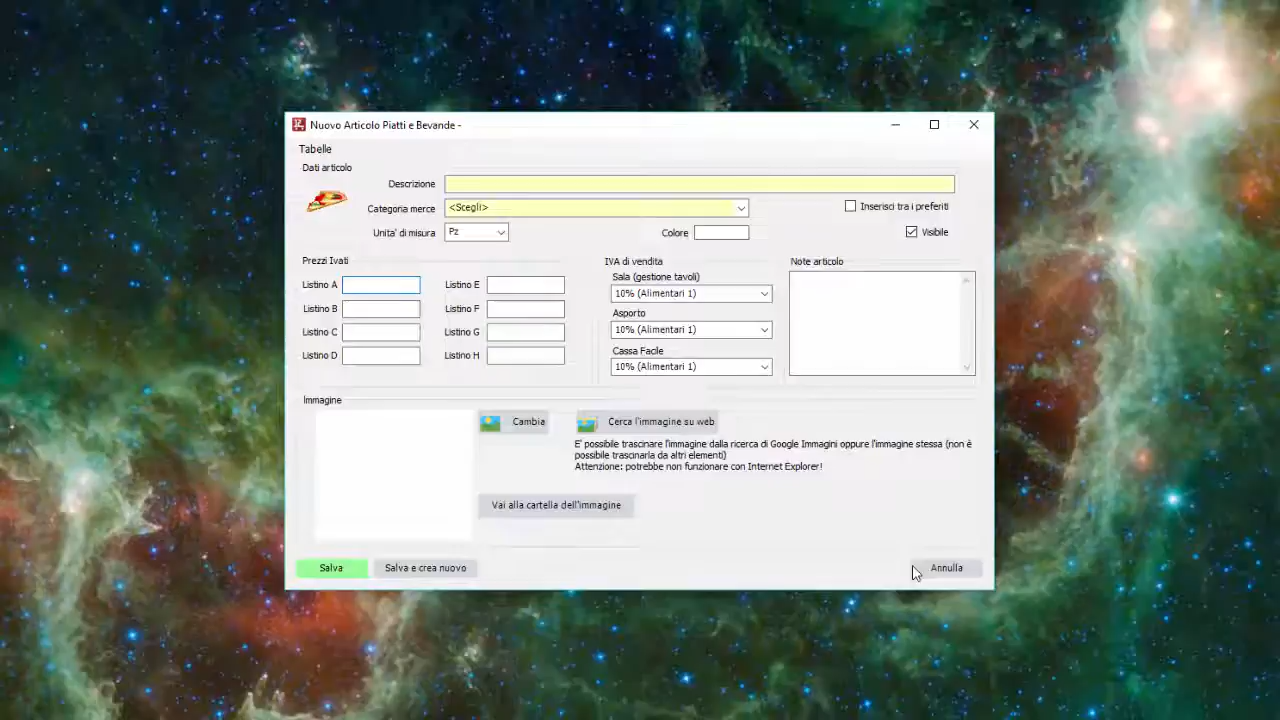 Nuovo Articolo Piatti e Bevande -
Tabelle
Dati articolo
Descrizione
Categoria merce <Scegli> Inserisci tra i preferiti
Unita' di misura Pz Colore Visibile
Prezzi Ivati IVA di vendita Note articolo
Sala (gestione tavoli)
Listino A Listino E 10% (Alimentari 1)
Listino B Listino F Asporto
Listino C Listino G 10% (Alimentari 1)
Listino D Listino H Cassa Facile
10% (Alimentari 1)
Immagine
Cambia Cerca l'immagine su web
E' possibile trascinare l'immagine dalla ricerca di Google Immagini oppure l'immagine stessa (non è
possibile trascinarla da altri elementi)
Attenzione: potrebbe non funzionare con Internet Explorer!
Vai alla cartella dell'immagine
Salva Salva e crea nuovo Annulla